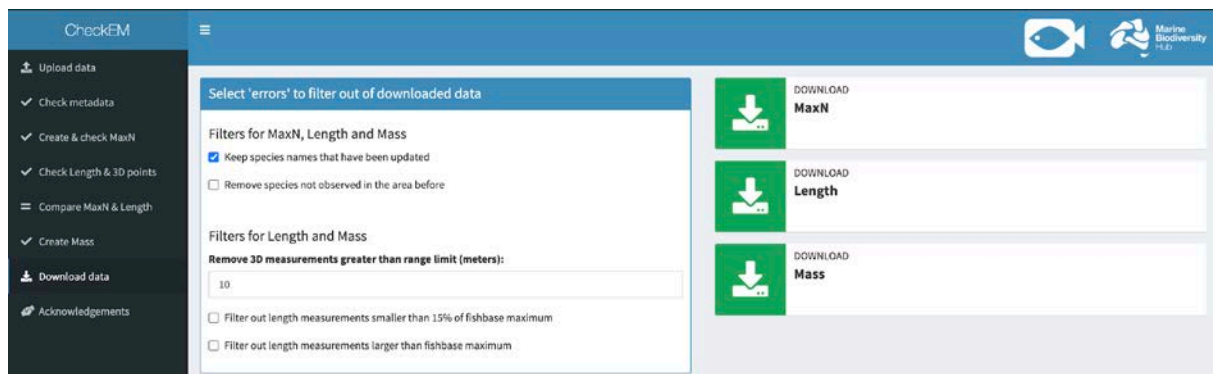 CheckEM
Marine
Biodiversity
Hub
Upload data
Check metadata
Create & check MaxN
Check Length & 3D points
Compare MaxN & Length
Create Mass
Download data
Acknowledgements
Select 'errors' to filter out of downloaded data
Filters for MaxN, Length and Mass
Keep species names that have been updated
Remove species not observed in the area before
Filters for Length and Mass
Remove 3D measurements greater than range limit (meters):
10
Filter out length measurements smaller than 15% of fishbase maximum
Filter out length measurements larger than fishbase maximum
DOWNLOAD
MaxN
DOWNLOAD
Length
DOWNLOAD
Mass